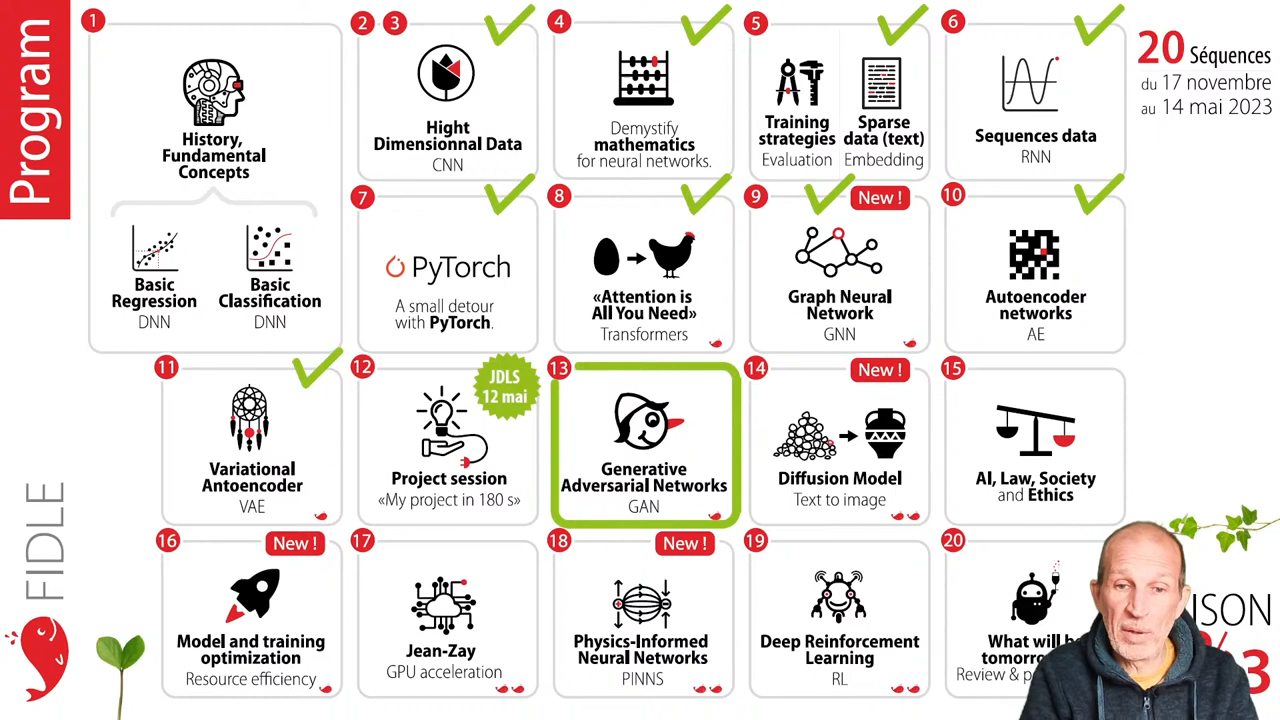 Program
1
History,
Fundamental
Concepts
Basic
Regression
DNN
Basic
Classification
DNN
2 3
Hight
Dimensionnal Data
CNN
4
Demystify
mathematics
for neural networks.
5
Training
strategies
Evaluation
Sparse
data (text)
Embedding
6
Sequences data
RNN
20 Séquences
du 17 novembre
au 14 mai 2023
7
PyTorch
A small detour
with PyTorch.
8
«Attention is
All You Need»
Transformers
9
New !
Graph Neural
Network
GNN
10
Autoencoder
networks
AE
11
Variational
Antoencoder
VAE
12
JDLS
12 mai
Project session
«My project in 180 s»
13
Generative
Adversarial Networks
GAN
14
New !
Diffusion Model
Text to image
15
AI, Law, Society
and Ethics
16
New !
Model and training
optimization
Resource efficiency
17
Jean-Zay
GPU acceleration
18
New !
Physics-Informed
Neural Networks
PINNS
19
Deep Reinforcement
Learning
RL
20
What will
Review &
FIDLE